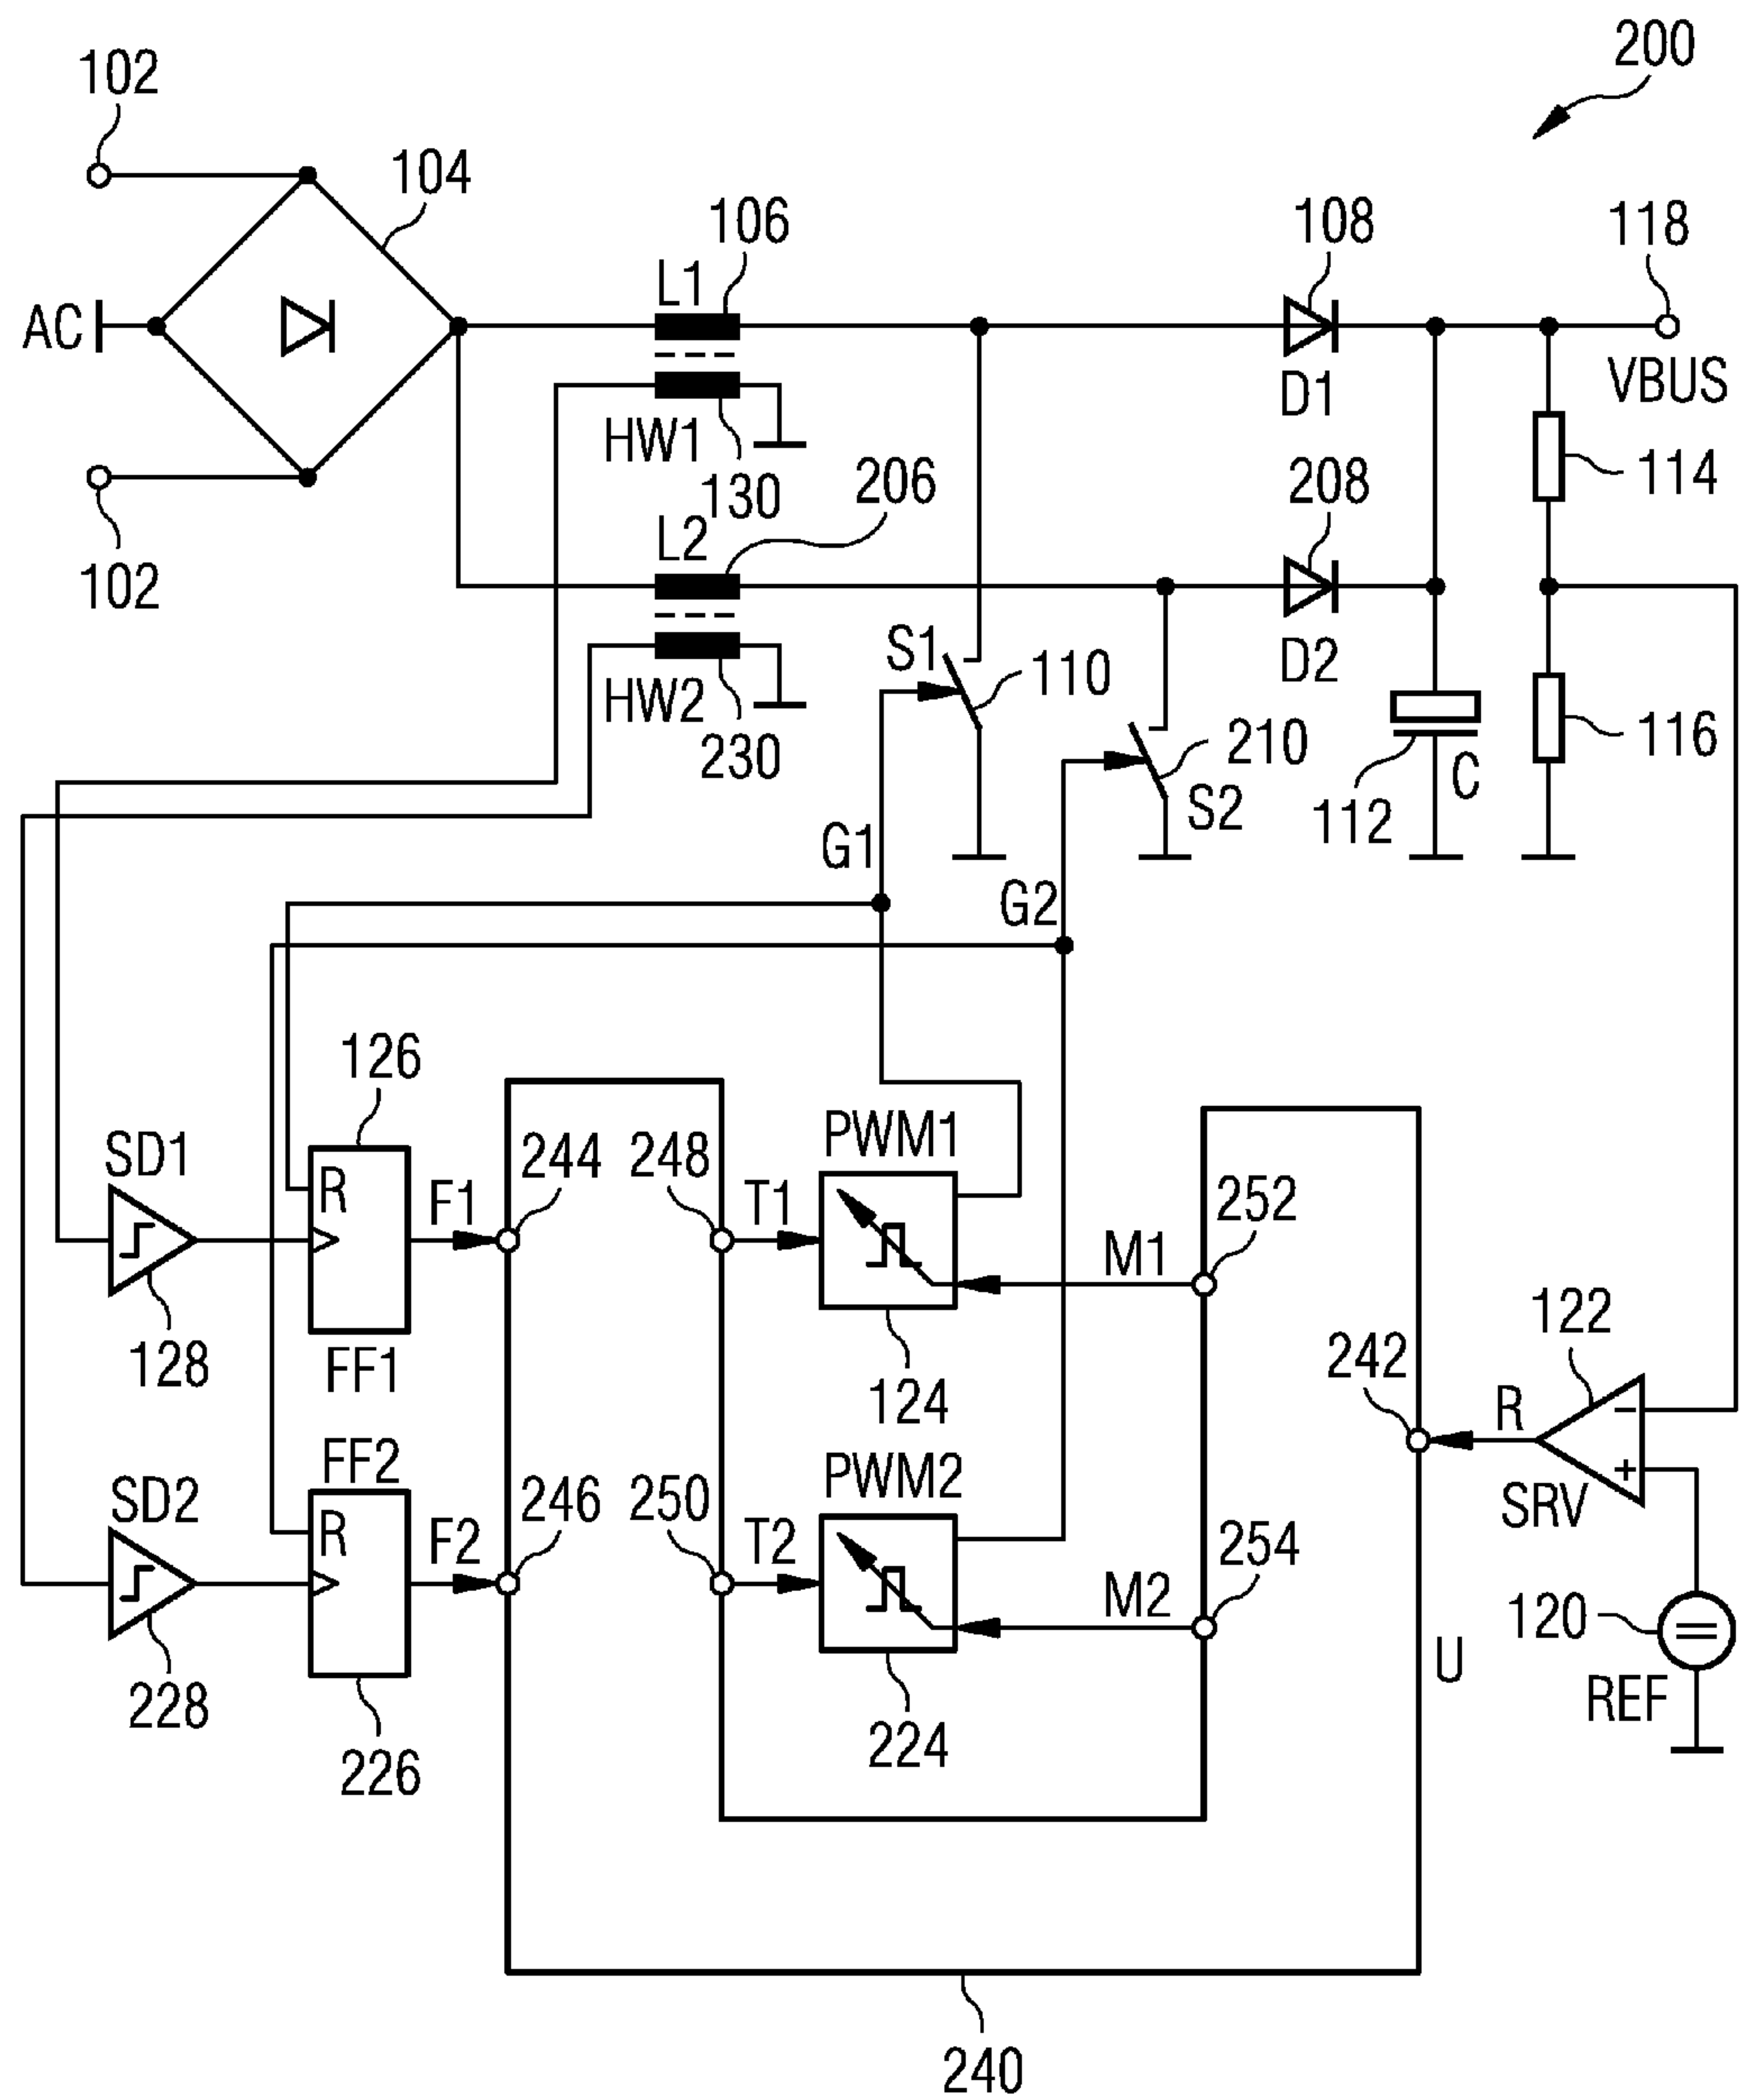 200
102
104
106
108
118
L1
AC
VBUS
D1
HW1
130
114
206
208
L2
102
S1
110
D2
HW2
230
210
116
C
S2
112
G1
G2
126
PWM1
SD1
244
248
R
F1
T1
252
M1
128
FF1
124
122
242
R
FF2
PWM2
SD2
246
250
R
F2
T2
254
SRV
M2
120
U
REF
228
226
224
240